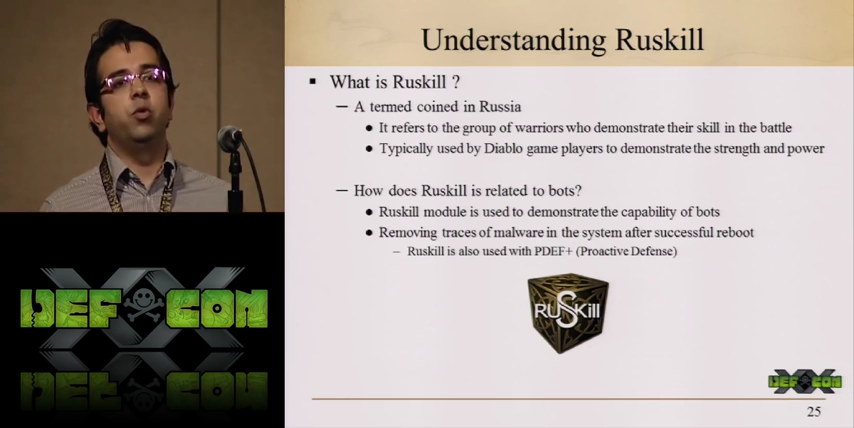 Understanding Ruskill
What is Ruskill ?
A termed coined in Russia
It refers to the group of warriors who demonstrate their skill in the battle
Typically used by Diablo game players to demonstrate the strength and power
How does Ruskill is related to bots?
Ruskill module is used to demonstrate the capability of bots
Removing traces of malware in the system after successful reboot
Ruskill is also used with PDEF+ (Proactive Defense)
RUSKill
DEF CON
XX
DEF CON
XX
DEF CON
25